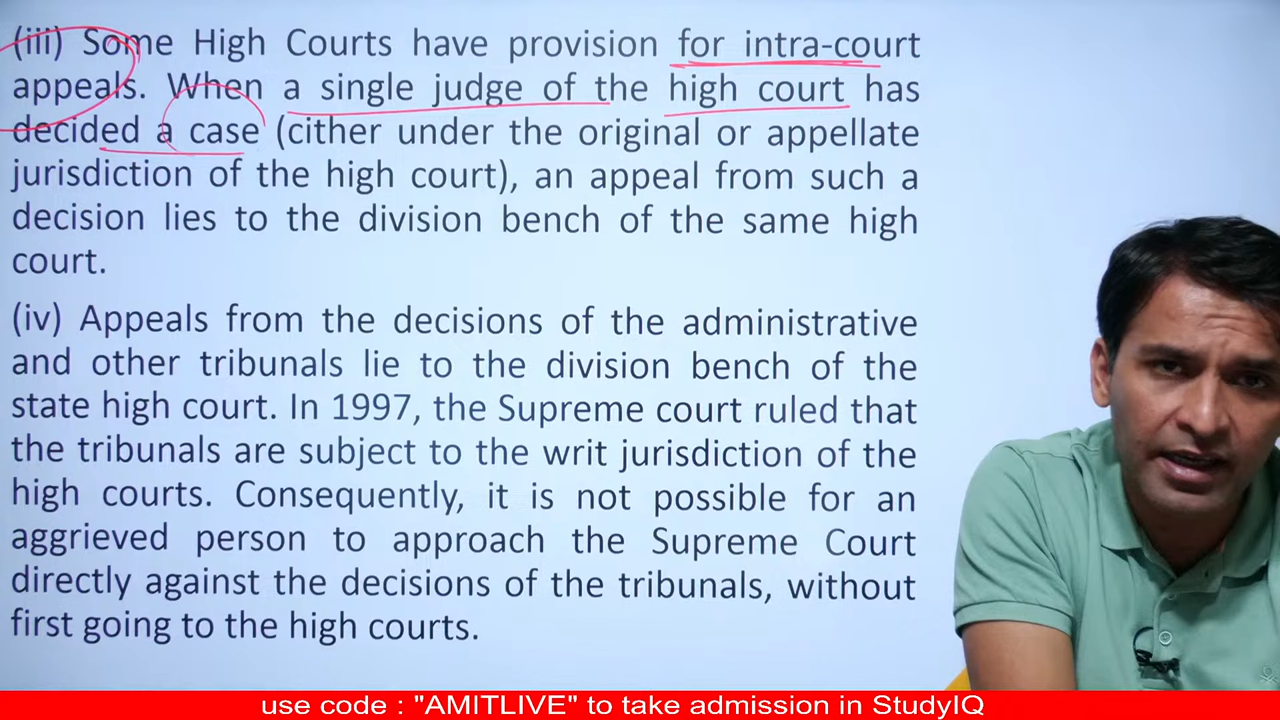 (iii) Some High Courts have provision for intra-court
appeals. When a single judge of the high court has
decided a case (cither under the original or appellate
jurisdiction of the high court), an appeal from such a
decision lies to the division bench of the same high
court.
(iv) Appeals from the decisions of the administrative
and other tribunals lie to the division bench of the
state high court. In 1997, the Supreme court ruled that
the tribunals are subject to the writ jurisdiction of the
high courts. Consequently, it is not possible for an
aggrieved person to approach the Supreme Court
directly against the decisions of the tribunals, without
first going to the high courts.
use code : "AMITLIVE" to take admission in StudyIQ